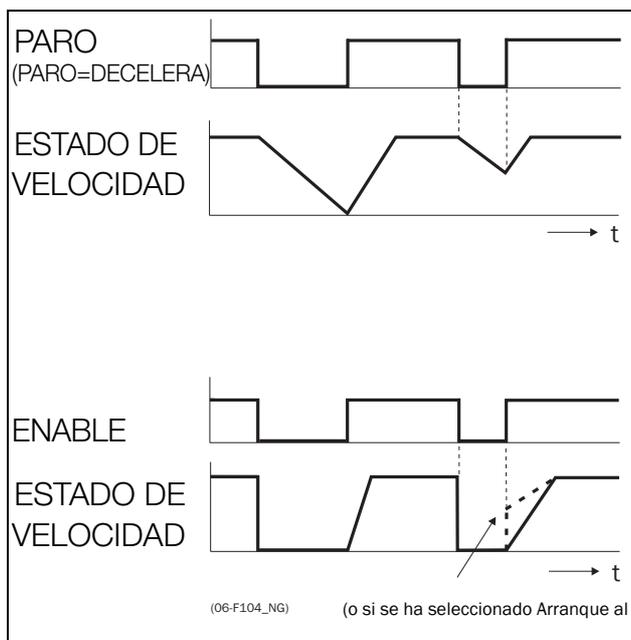 PARO
(PARO=DECELERA)
ESTADO DE
VELOCIDAD
t
ENABLE
ESTADO DE
VELOCIDAD
t
(06-F104_NG)
(o si se ha seleccionado Arranque al